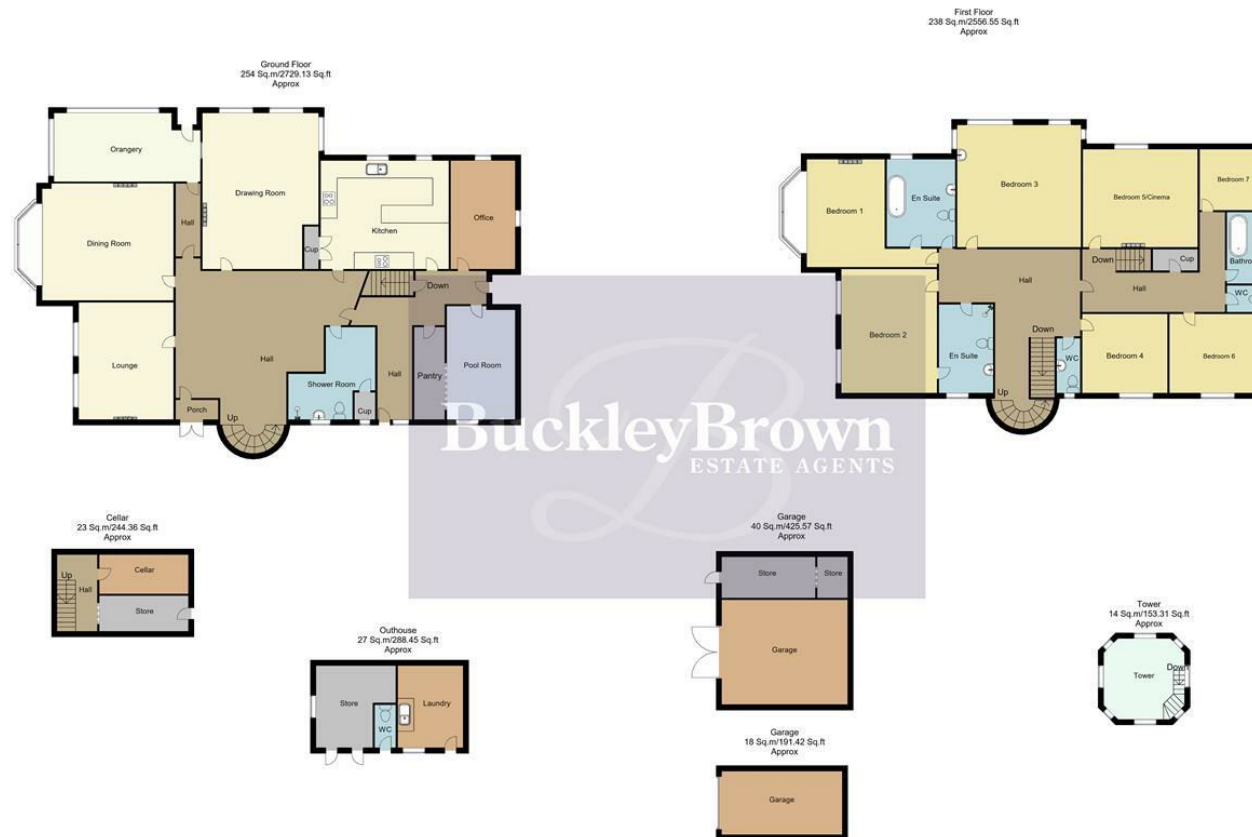 First Floor
238 Sq.m/2556.55 Sq.ft
Approx
Ground Floor
254 Sq.m/2729.13 Sq.ft
Approx
Orangery
Drawing Room
Hall
Dining Room
Cup
Kitchen
Office
Down
Lounge
Hall
Shower Room
Hall
Pantry
Pool Room
Porch
Up
Cup
Bedroom 1
En Suite
Bedroom 3
Bedroom 5/Cinema
Bedroom 7
Hall
Down
Cup
Bathro
Hall
WC
Bedroom 2
Down
En Suite
WC
Bedroom 4
Bedroom 6
Up
BuckleyBrown
ESTATE AGENTS
Cellar
23 Sq.m/244.36 Sq.ft
Approx
Up
Hall
Cellar
Store
Garage
40 Sq.m/425.57 Sq.ft
Approx
Store
Store
Garage
Outhouse
27 Sq.m/288.45 Sq.ft
Approx
Store
WC
Laundry
Tower
14 Sq.m/153.31 Sq.ft
Approx
Down
Tower
Garage
18 Sq.m/191.42 Sq.ft
Approx
Garage